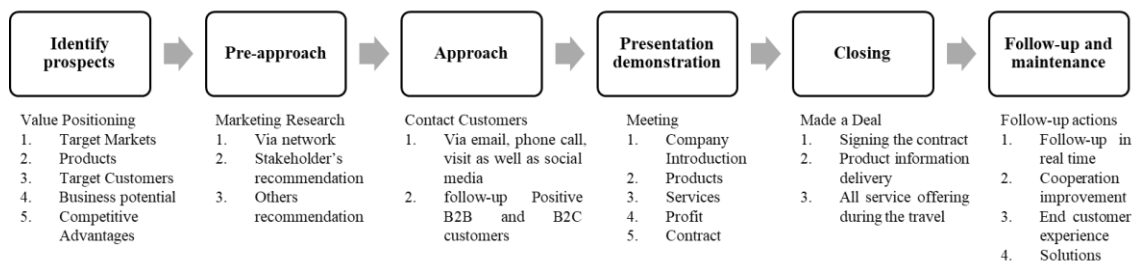 Identify
prospects
Pre-approach
Approach
Presentation
demonstration
Closing
Follow-up and
maintenance
Value Positioning
1. Target Markets
2. Products
3. Target Customers
4. Business potential
5. Competitive
Advantages
Marketing Research
1. Via network
2. Stakeholder's
recommendation
3. Others
recommendation
Contact Customers
1. Via email, phone call,
visit as well as social
media
2. follow-up Positive
B2B and B2C
customers
Meeting
1. Company
Introduction
2. Products
3. Services
4. Profit
5. Contract
Made a Deal
1. Signing the contract
2. Product information
delivery
3. All service offering
during the travel
Follow-up actions
1. Follow-up in
real time
2. Cooperation
improvement
3. End customer
experience
4. Solutions